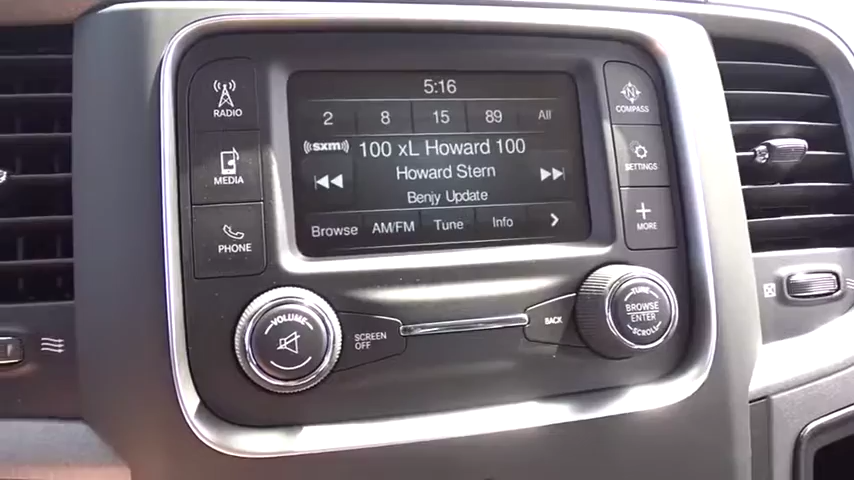 5:16
RADIO
MEDIA
PHONE
2 8 15 89 All
sxm 100 xL Howard 100
Howard Stern
Benjy Update
Browse AM/FM Tune Info
N
COMPASS
SETTINGS
MORE
VOLUME
SCREEN
OFF
BACK
TUNE
BROWSE
ENTER
SCROLL